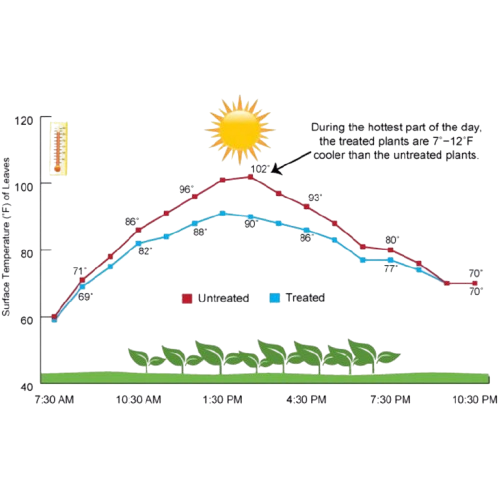 120
During the hottest part of the day,
the treated plants are 7˚–12˚F
cooler than the untreated plants.
Surface Temperature (˚F) of Leaves
100
80
60
40
102˚
96˚
93˚
86˚
90˚
88˚
86˚
82˚
80˚
77˚
71˚
69˚
70˚
70˚
Untreated
Treated
7:30 AM 10:30 AM 1:30 PM 4:30 PM 7:30 PM 10:30 PM